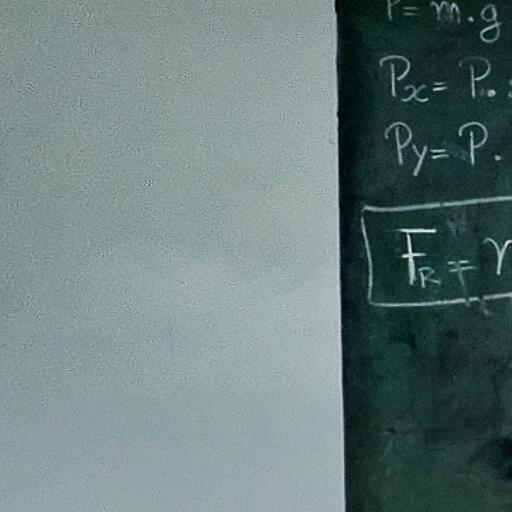 P = m.g
Px = P.
Py = P.
FR =